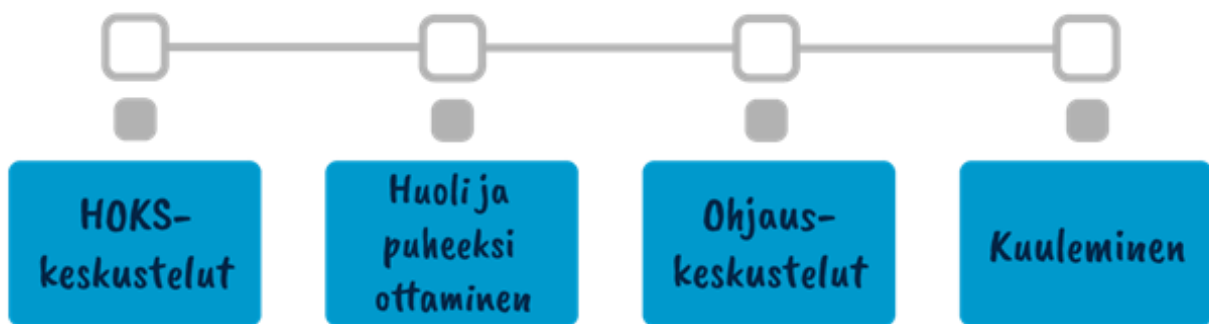 HOKS-
keskustelut
Huoli ja
puheeksi
ottaminen
Ohjaus-
keskustelut
Kuuleminen